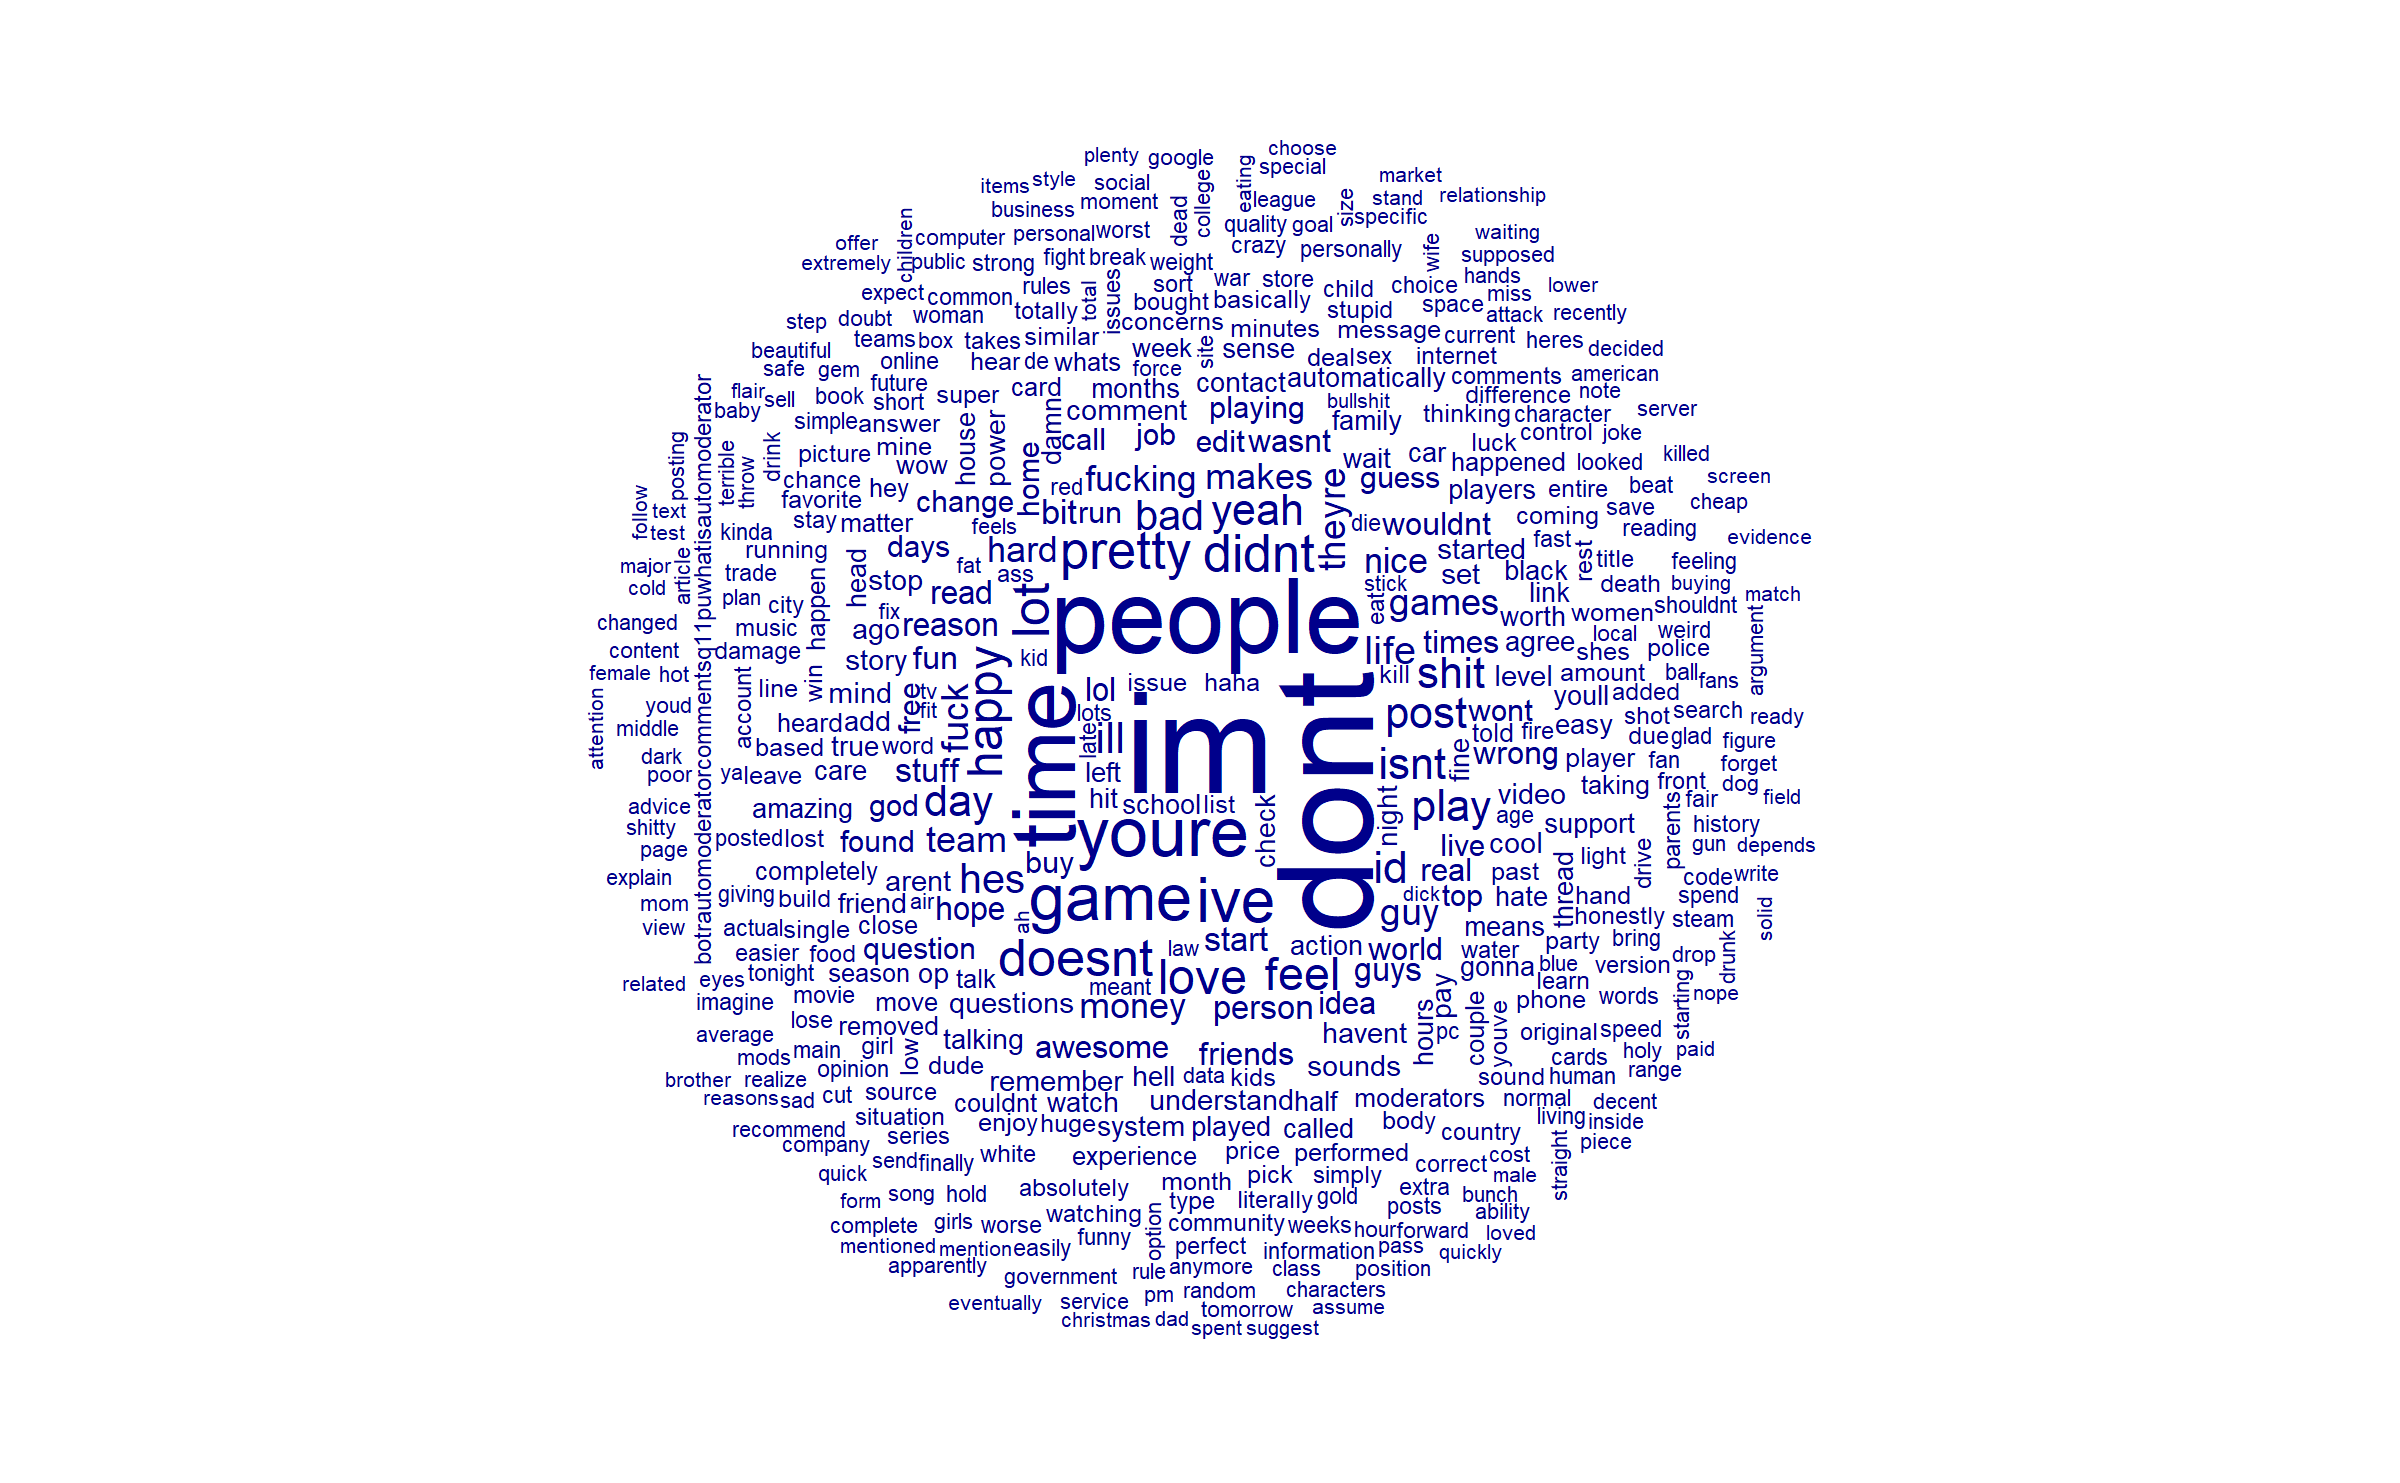 choose
plenty google special
items style social college eating market
business moment dead league size stand relationship
children computer personal worst quality goal specific
offer crazy personally wife waiting
extremely public strong fight break weight supposed
expect common rules total issues sort war store child choice hands
woman totally bought basically stupid space miss lower
step doubt concerns minutes message attack recently
teams box takes similar current heres
beautiful online hear de whats week site sense deal sex internet decided
safe gem future force contact automatically comments american
flair sell book short super card months difference note
baby simple answer house power damn comment playing bullshit family thinking character server
picture mine call job edit wasnt luck control joke
posting terrible throw drink wow home wait car happened looked killed
chance hey red fucking makes theyre guess players entire beat screen
follow text favorite change bit run bad yeah die wouldnt coming save cheap
test kinda stay matter feels reading evidence
running days hard pretty didnt nice started fast rest title feeling
major article trade head stop fat ass set black death buying
cold plan city happen read lot people stick eat games link match
changed botrautomoderatorcommentsq11puwhatisautomoderator music fix ago reason worth women shouldnt
content damage story fun kid life times agree shes local weird police argument
female hot line win mind free tv happy time lol issue haha kill shit level amount ball fans
attention youd account fit fuck lots im dont post wont youll added
middle heard add late ill told fire easy shot search ready
dark based true word left isnt fine wrong due glad figure
poor ya leave care stuff player fan forget
advice amazing god day hit school list night play video taking front dog field
shitty posted lost found team youre check age support parents fair history
page buy live cool light drive gun depends
explain completely arent hes id real past thread code write
mom giving build friend air hope game ive dick top hate hand spend
view actual single close ah guy means honestly steam solid
easier food question doesnt law start action world water party bring drop drunk
related eyes tonight season op talk love feel guys gonna blue version
imagine movie move questions meant money person idea pay learn phone words starting nope
average lose removed talking havent hours pc couple youve original speed
mods main girl low dude awesome friends sounds cards holy paid
brother realize opinion remember hell data kids sound human range
reasons sad cut source couldnt watch understand half moderators normal decent
recommend situation enjoy huge system played called body country living inside
company series white experience price performed straight piece
quick send finally month pick simply correct cost male
form song hold absolutely type literally gold extra bunch
complete girls worse watching option community weeks hour forward posts ability loved
mentioned mention easily funny perfect information pass quickly
apparently government rule anymore class position
eventually service pm random characters
christmas dad tomorrow assume
spent suggest